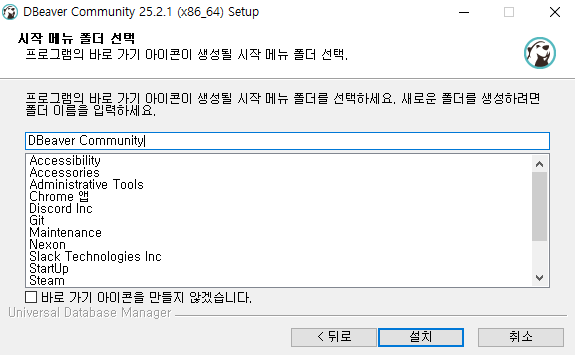 DBeaver Community 25.2.1 (x86_64) Setup
시작 메뉴 폴더 선택
프로그램의 바로 가기 아이콘이 생성될 시작 메뉴 폴더 선택.
프로그램의 바로 가기 아이콘이 생성될 시작 메뉴 폴더를 선택하세요. 새로운 폴더를 생성하려면
폴더 이름을 입력하세요.
DBeaver Community
Accessibility
Accessories
Administrative Tools
Chrome 앱
Discord Inc
Git
Maintenance
Nexon
Slack Technologies Inc
StartUp
Steam
바로 가기 아이콘을 만들지 않겠습니다.
Universal Database Manager
< 뒤로
설치
취소